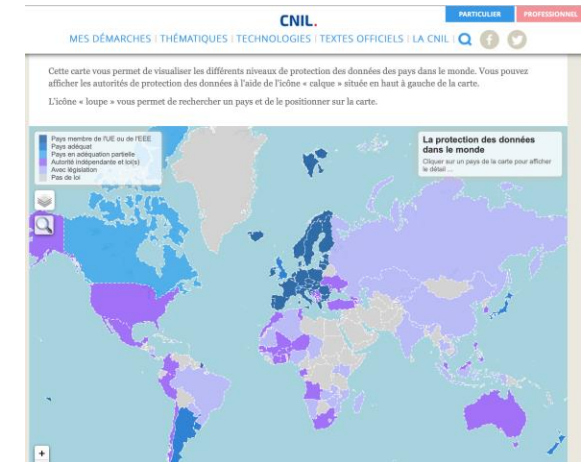 CNIL.
PARTICULIER
PROFESSIONNEL
MES DÉMARCHES | THÉMATIQUES | TECHNOLOGIES | TEXTES OFFICIELS | LA CNIL |
Cette carte vous permet de visualiser les différents niveaux de protection des données des pays dans le monde. Vous pouvez
afficher les autorités de protection des données à l'aide de l'icône « calque » située en haut à gauche de la carte.
L'icône « loupe » vous permet de rechercher un pays et de le positionner sur la carte.
Pays membre de l'UE ou de l'EEE
Pays adéquat
Pays en adéquation partielle
Autorité indépendante et loi(s)
Avec législation
Pas de loi
La protection des données
dans le monde
Cliquer sur un pays de la carte pour afficher
le détail ...
+